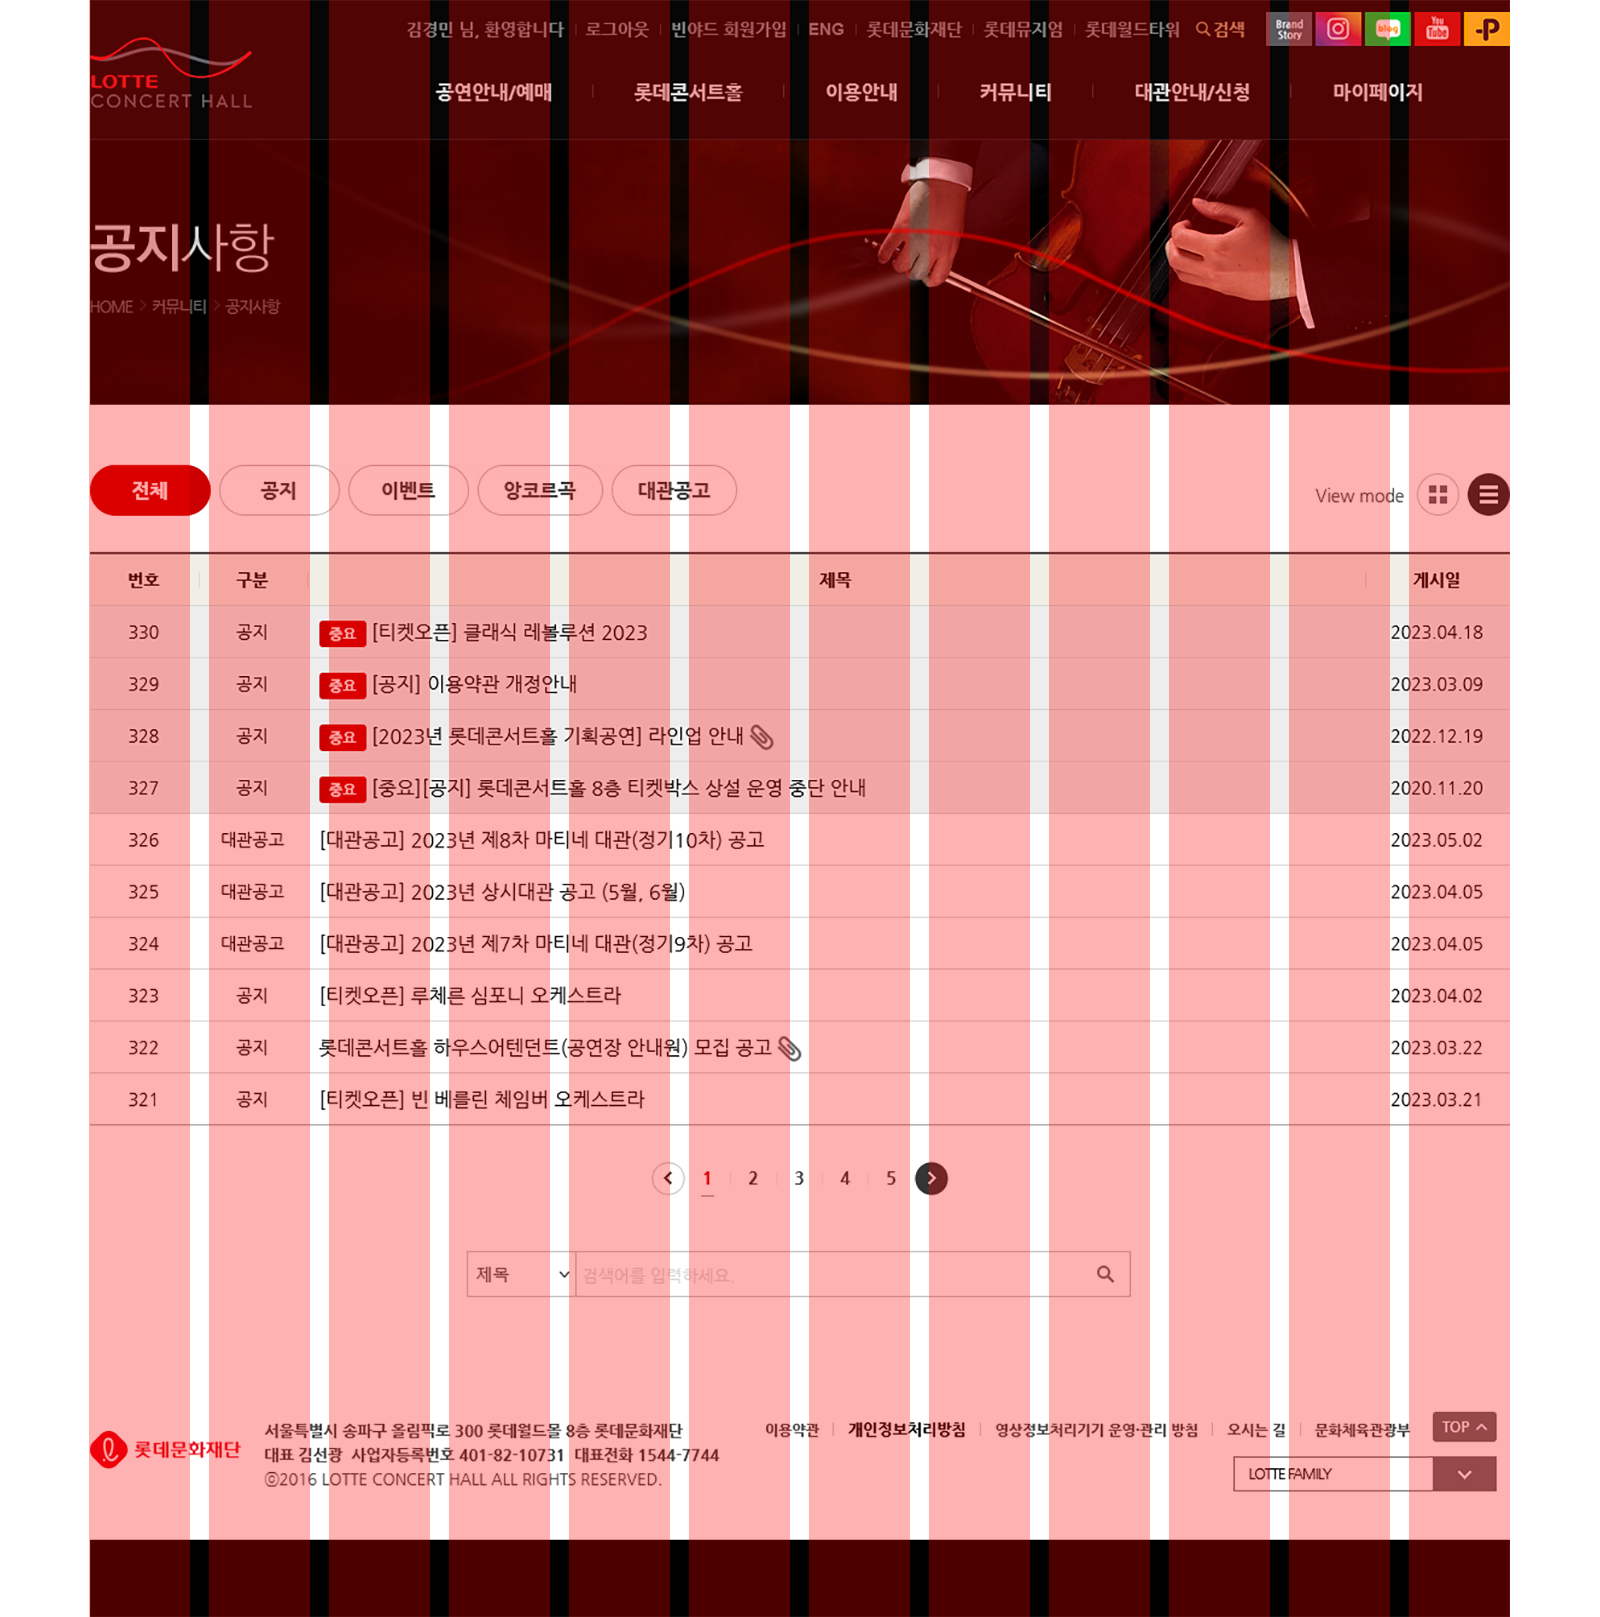 김경민 님, 환영합니다 로그아웃 빈야드 회원가입 ENG 롯데문화재단 롯데뮤지엄 롯데월드타워 검색 Brand Story blog You Tube P
LOTTE
CONCERT HALL
공연안내/예매 롯데콘서트홀 이용안내 커뮤니티 대관안내/신청 마이페이지
공지사항
HOME > 커뮤니티 > 공지사항
전체 공지 이벤트 앙코르곡 대관공고 View mode
번호 구분 제목 게시일
330 공지 중요 [티켓오픈] 클래식 레볼루션 2023 2023.04.18
329 공지 중요 [공지] 이용약관 개정안내 2023.03.09
328 공지 중요 [2023년 롯데콘서트홀 기획공연] 라인업 안내 2022.12.19
327 공지 중요 [중요][공지] 롯데콘서트홀 8층 티켓박스 상설 운영 중단 안내 2020.11.20
326 대관공고 [대관공고] 2023년 제8차 마티네 대관(정기10차) 공고 2023.05.02
325 대관공고 [대관공고] 2023년 상시대관 공고 (5월, 6월) 2023.04.05
324 대관공고 [대관공고] 2023년 제7차 마티네 대관(정기9차) 공고 2023.04.05
323 공지 [티켓오픈] 루체른 심포니 오케스트라 2023.04.02
322 공지 롯데콘서트홀 하우스어텐던트(공연장 안내원) 모집 공고 2023.03.22
321 공지 [티켓오픈] 빈 베를린 체임버 오케스트라 2023.03.21
1 2 3 4 5
제목 검색어를 입력하세요.
롯데문화재단
서울특별시 송파구 올림픽로 300 롯데월드몰 8층 롯데문화재단
대표 김선광 사업자등록번호 401-82-10731 대표전화 1544-7744
ⓒ2016 LOTTE CONCERT HALL ALL RIGHTS RESERVED.
이용약관 개인정보처리방침 영상정보처리기기 운영·관리 방침 오시는 길 문화체육관광부 TOP
LOTTE FAMILY